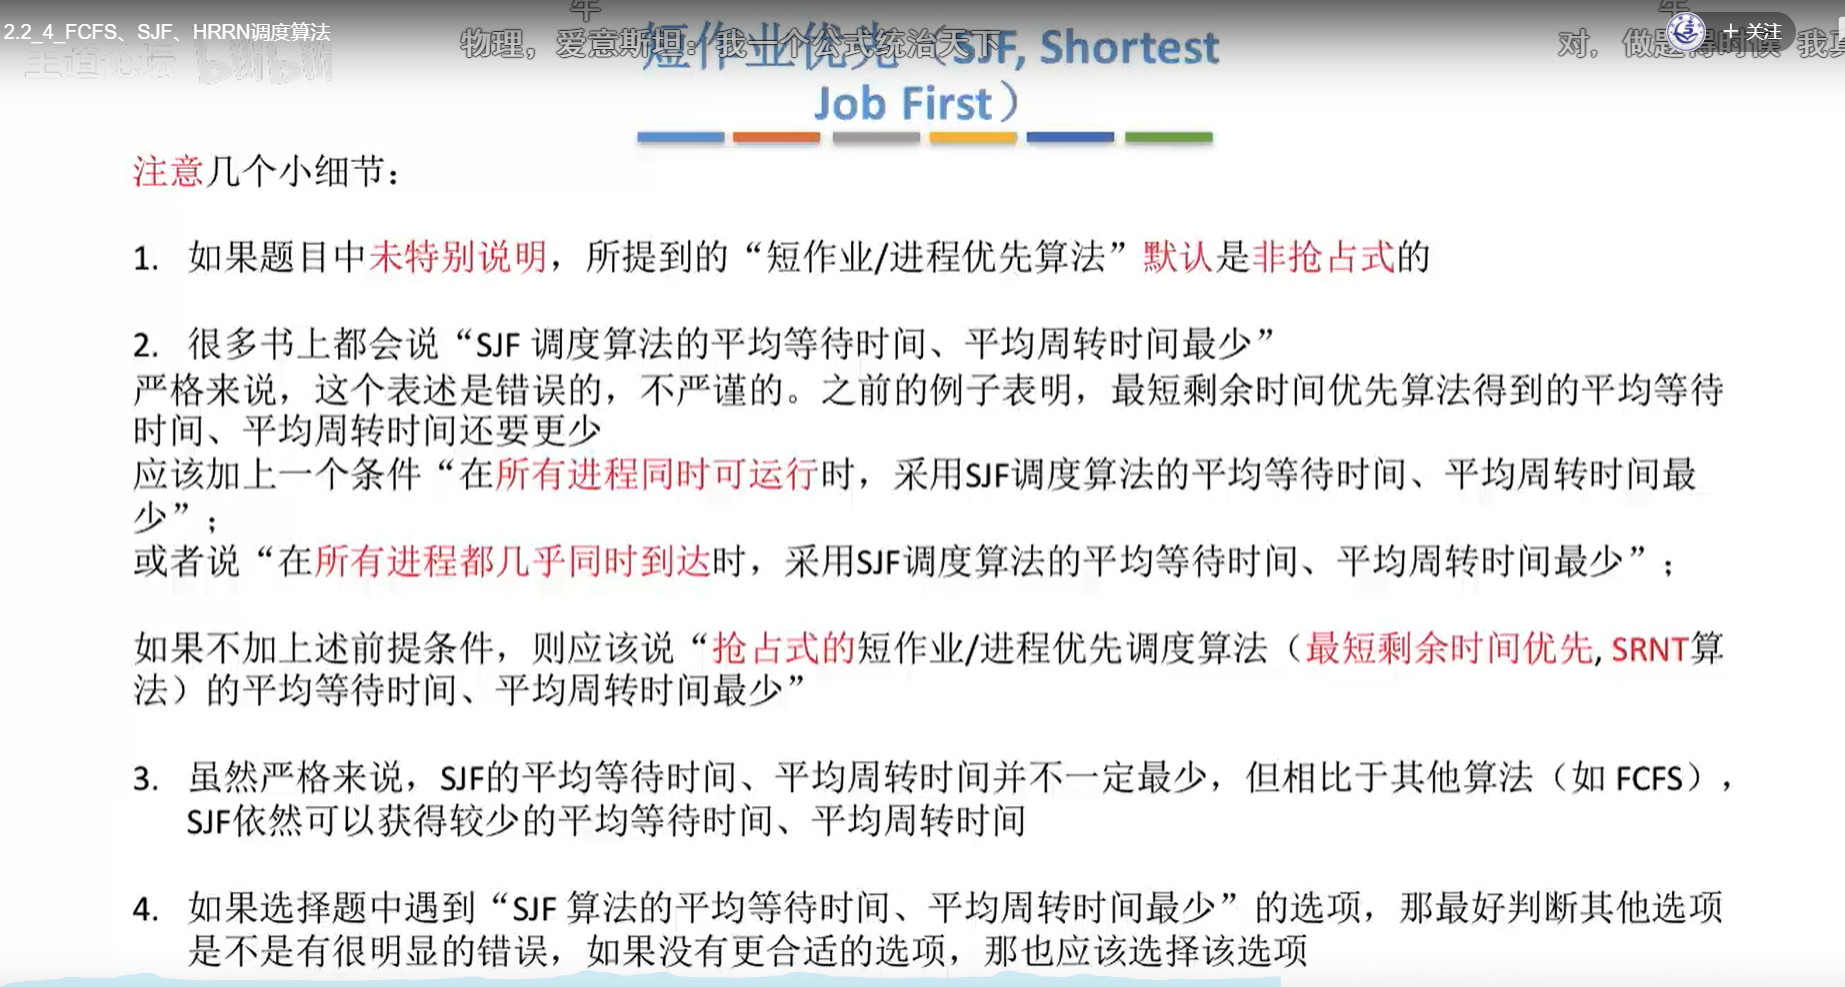 2.2_4_FCFS、SJF、HRRN调度算法
王道论坛 bilibili
物理，爱意斯坦：我一个公式统治天下
对，做题
+ 关注
短作业优先（SJF, Shortest
Job First）
注意几个小细节：
1. 如果题目中未特别说明，所提到的“短作业/进程优先算法”默认是非抢占式的
2. 很多书上都会说“SJF 调度算法的平均等待时间、平均周转时间最少”
严格来说，这个表述是错误的，不严谨的。之前的例子表明，最短剩余时间优先算法得到的平均等待
时间、平均周转时间还要更少
应该加上一个条件“在所有进程同时可运行时，采用SJF调度算法的平均等待时间、平均周转时间最
少”；
或者说“在所有进程都几乎同时到达时，采用SJF调度算法的平均等待时间、平均周转时间最少”；
如果不加上述前提条件，则应该说“抢占式的短作业/进程优先调度算法（最短剩余时间优先, SRNT算
法）的平均等待时间、平均周转时间最少”
3. 虽然严格来说，SJF的平均等待时间、平均周转时间并不一定最少，但相比于其他算法（如 FCFS），
SJF依然可以获得较少的平均等待时间、平均周转时间
4. 如果选择题中遇到“SJF 算法的平均等待时间、平均周转时间最少”的选项，那最好判断其他选项
是不是有很明显的错误，如果没有更合适的选项，那也应该选择该选项